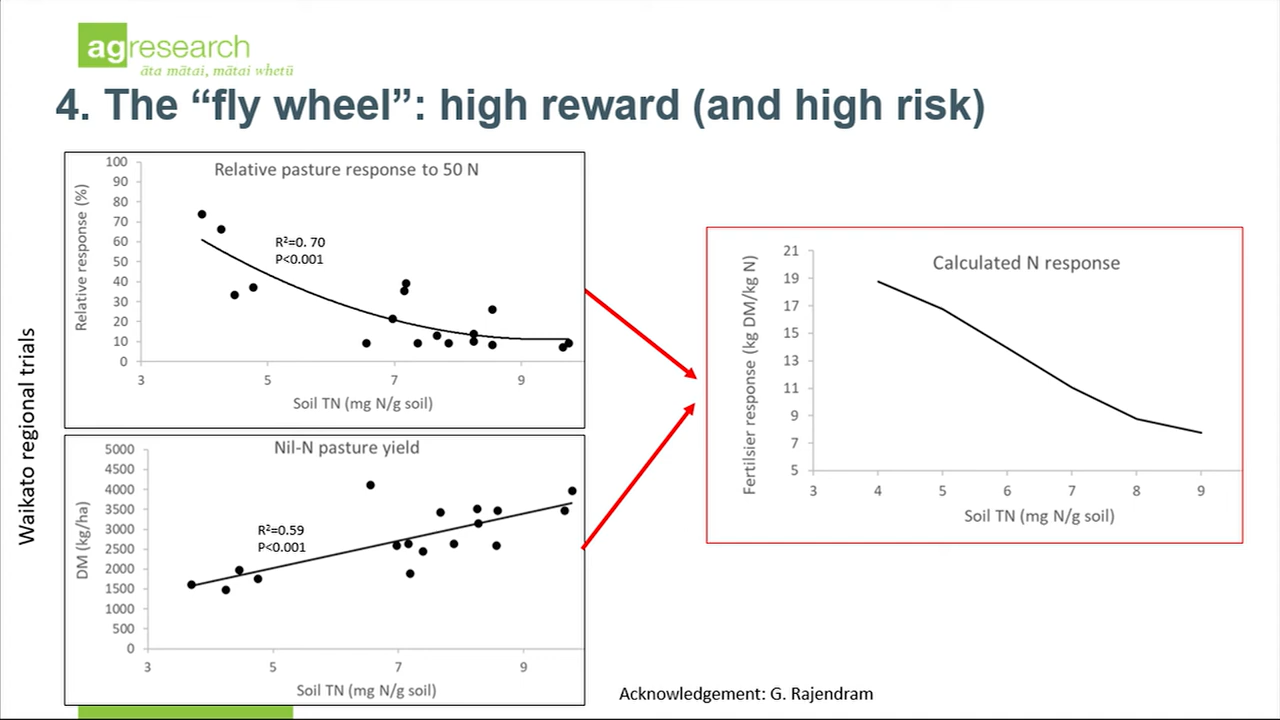 agresearch
āta mātai, mātai whetū
4. The “fly wheel”: high reward (and high risk)
Waikato regional trials
Relative pasture response to 50 N
Relative response (%)
100
90
80
70
60
50
40
30
20
10
0
R²=0. 70
P<0.001
3 5 7 9
Soil TN (mg N/g soil)
Nil-N pasture yield
DM (kg/ha)
5000
4500
4000
3500
3000
2500
2000
1500
1000
500
0
R²=0.59
P<0.001
3 5 7 9
Soil TN (mg N/g soil)
Calculated N response
Fertilsier response (kg DM/kg N)
21
19
17
15
13
11
9
7
5
3 4 5 6 7 8 9
Soil TN (mg N/g soil)
Acknowledgement: G. Rajendram